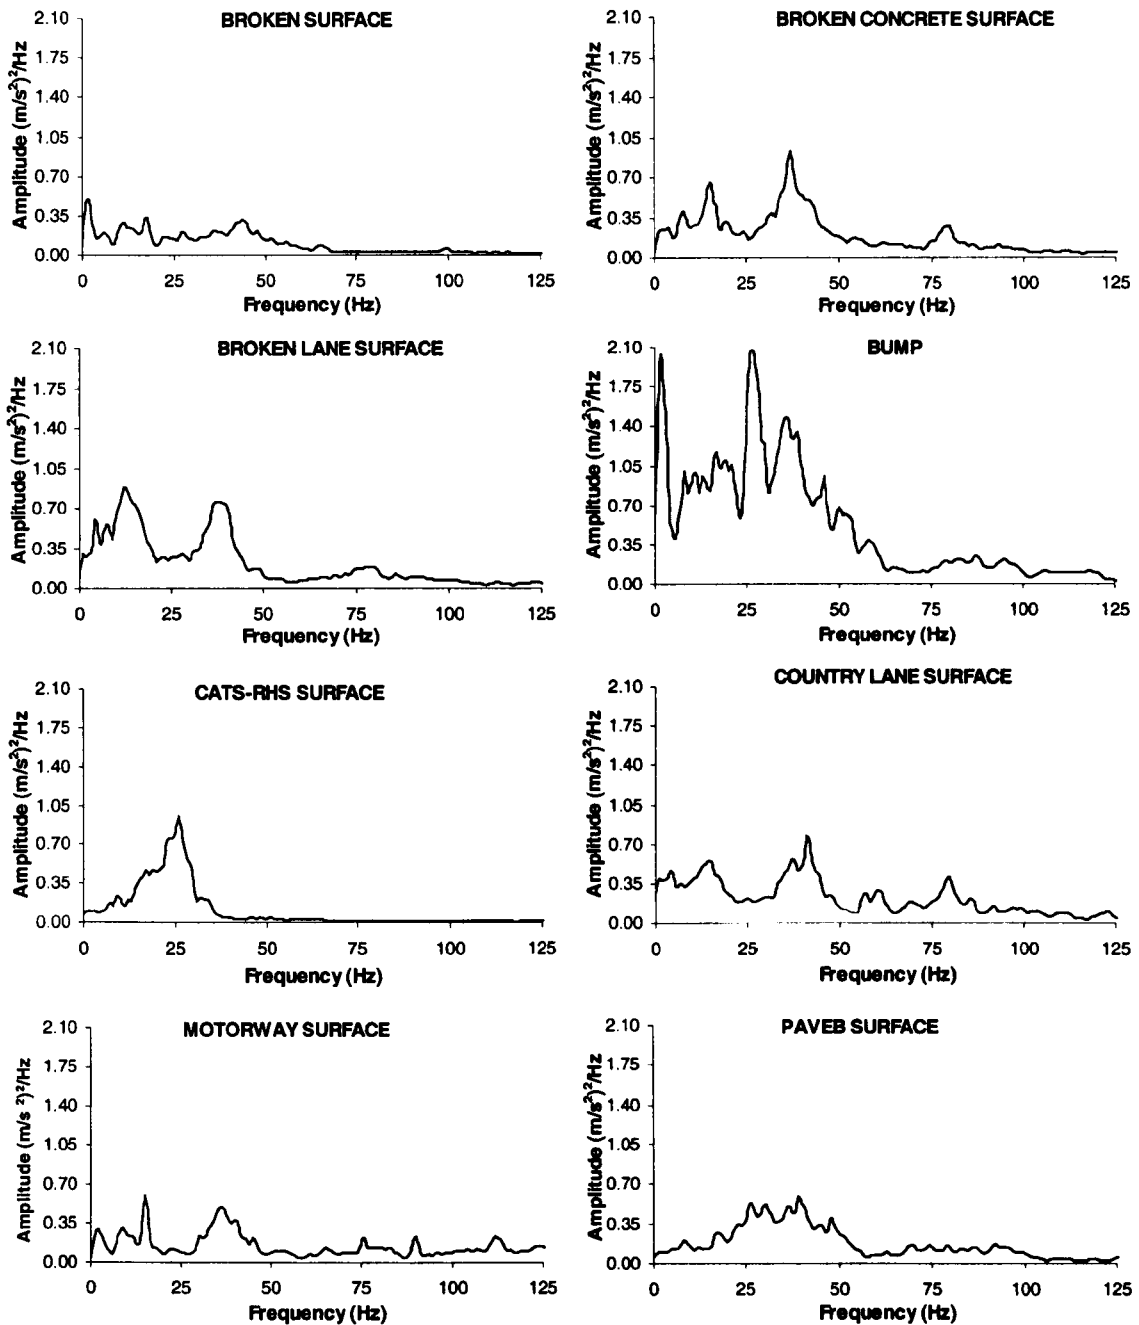 BROKEN SURFACE
Amplitude (m/s²)²/Hz
2.10
1.75
1.40
1.05
0.70
0.35
0.00
0 25 50 75 100 125
Frequency (Hz)
BROKEN CONCRETE SURFACE
Amplitude (m/s²)²/Hz
2.10
1.75
1.40
1.05
0.70
0.35
0.00
0 25 50 75 100 125
Frequency (Hz)
BROKEN LANE SURFACE
Amplitude (m/s²)²/Hz
2.10
1.75
1.40
1.05
0.70
0.35
0.00
0 25 50 75 100 125
Frequency (Hz)
BUMP
Amplitude (m/s²)²/Hz
2.10
1.75
1.40
1.05
0.70
0.35
0.00
0 25 50 75 100 125
Frequency (Hz)
CATS-RHS SURFACE
Amplitude (m/s²)²/Hz
2.10
1.75
1.40
1.05
0.70
0.35
0.00
0 25 50 75 100 125
Frequency (Hz)
COUNTRY LANE SURFACE
Amplitude (m/s²)²/Hz
2.10
1.75
1.40
1.05
0.70
0.35
0.00
0 25 50 75 100 125
Frequency (Hz)
MOTORWAY SURFACE
Amplitude (m/s ²)²/Hz
2.10
1.75
1.40
1.05
0.70
0.35
0.00
0 25 50 75 100 125
Frequency (Hz)
PAVEB SURFACE
Amplitude (m/s²)²/Hz
2.10
1.75
1.40
1.05
0.70
0.35
0.00
0 25 50 75 100 125
Frequency (Hz)